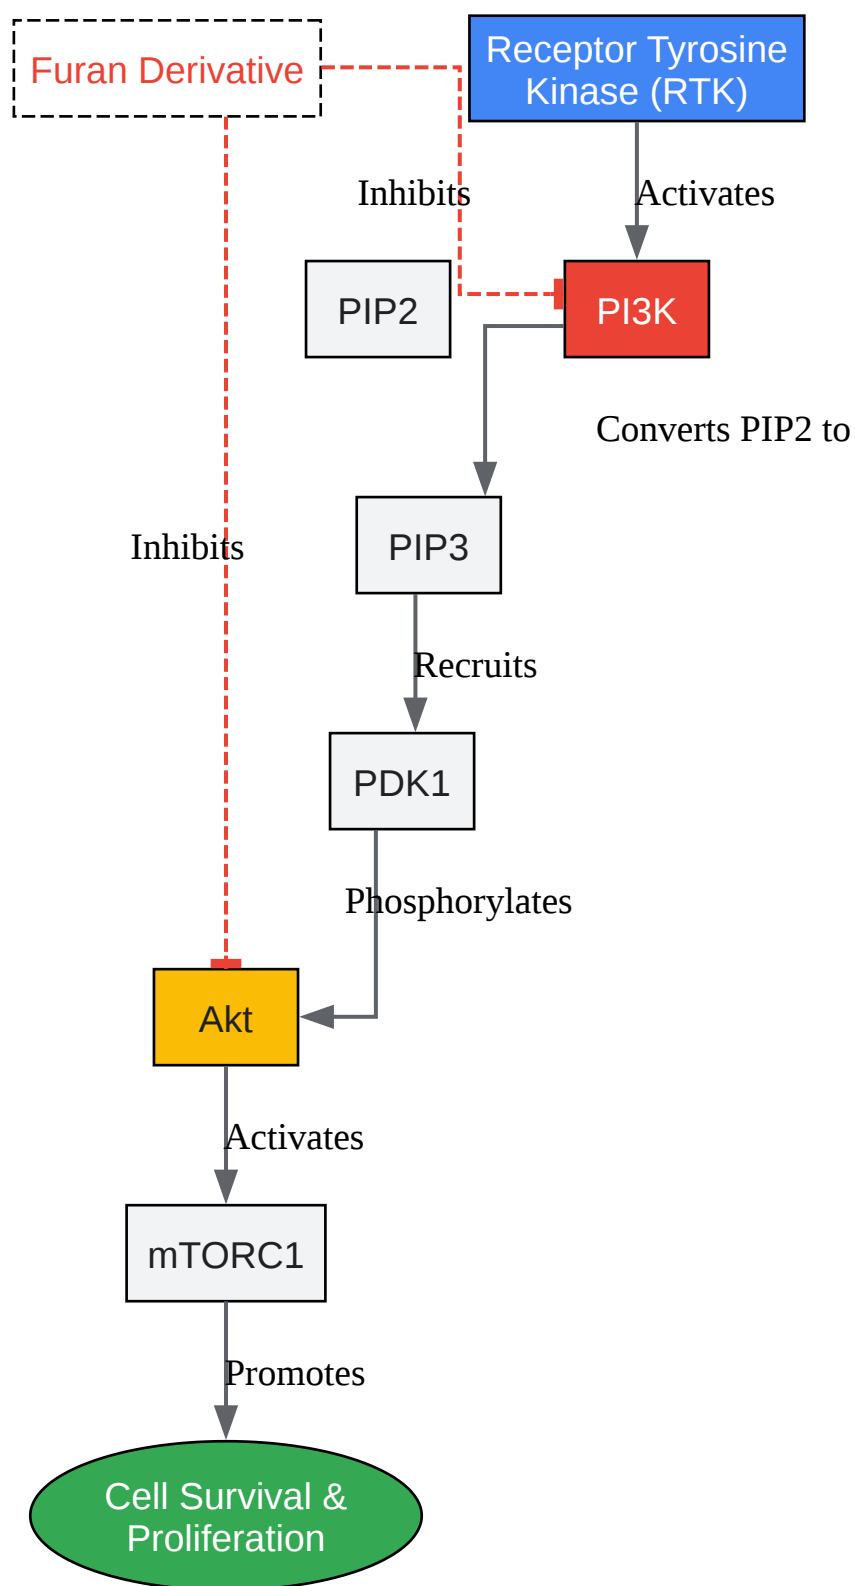 Furan Derivative
Receptor Tyrosine
Kinase (RTK)
Inhibits
Activates
PIP2
PI3K
Converts PIP2 to
Inhibits
PIP3
Recruits
PDK1
Phosphorylates
Akt
Activates
mTORC1
Promotes
Cell Survival &
Proliferation